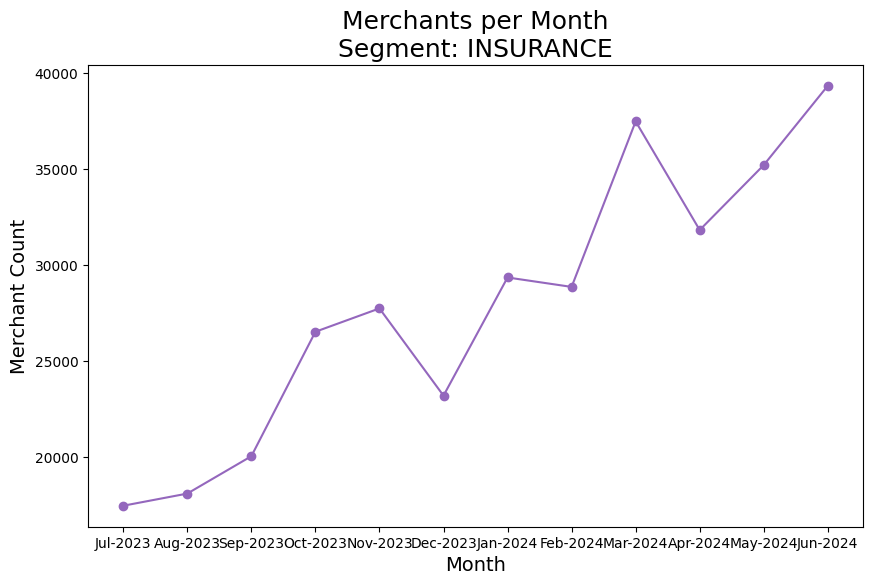 Merchants per Month
Segment: INSURANCE
Merchant Count
40000
35000
30000
25000
20000
Jul-2023 Aug-2023 Sep-2023 Oct-2023 Nov-2023 Dec-2023 Jan-2024 Feb-2024 Mar-2024 Apr-2024 May-2024 Jun-2024
Month